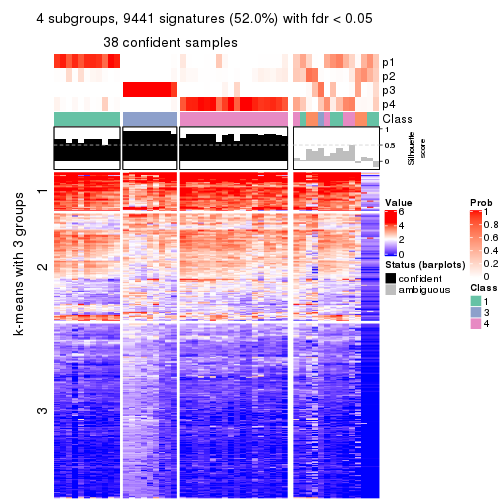 4 subgroups, 9441 signatures (52.0%) with fdr < 0.05
38 confident samples
p1
p2
p3
p4
Class
1
0.5
0
Silhouette
score
k-means with 3 groups
1
2
3
Value
6
4
2
0
Status (barplots)
confident
ambiguous
Prob
1
0.8
0.6
0.4
0.2
0
Class
1
3
4